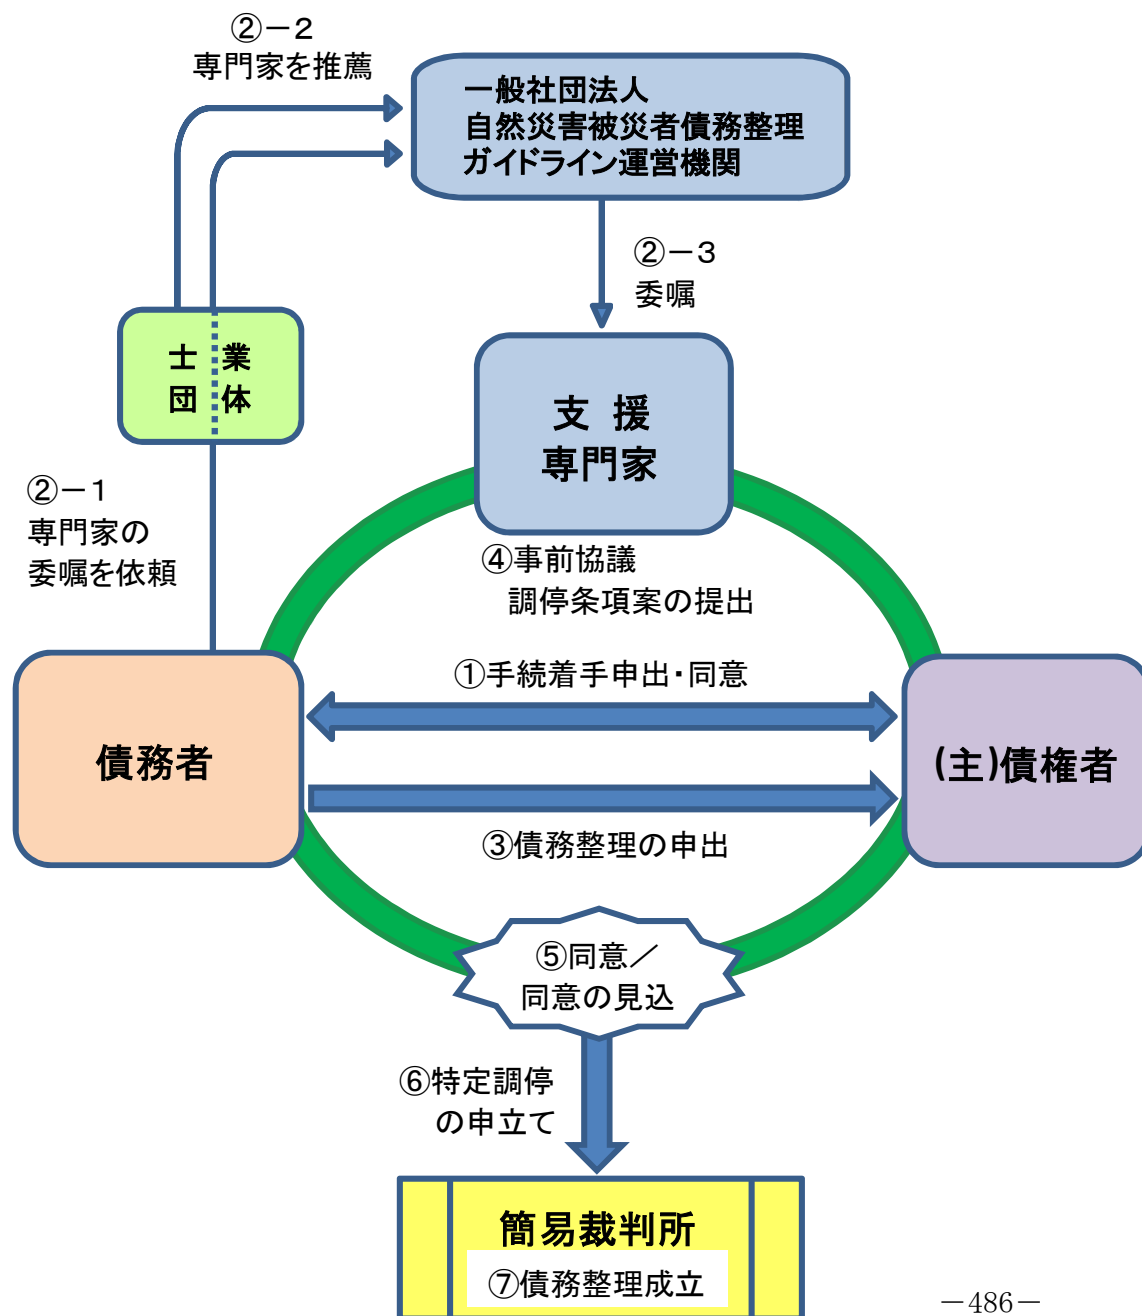 ②－２
専門家を推薦
一般社団法人
自然災害被災者債務整理
ガイドライン運営機関
②－３
委嘱
士 業
団 体
支 援
専門家
②－１
専門家の
委嘱を依頼
④事前協議
調停条項案の提出
①手続着手申出・同意
債務者
(主)債権者
③債務整理の申出
⑤同意／
同意の見込
⑥特定調停
の申立て
簡易裁判所
⑦債務整理成立
－486－